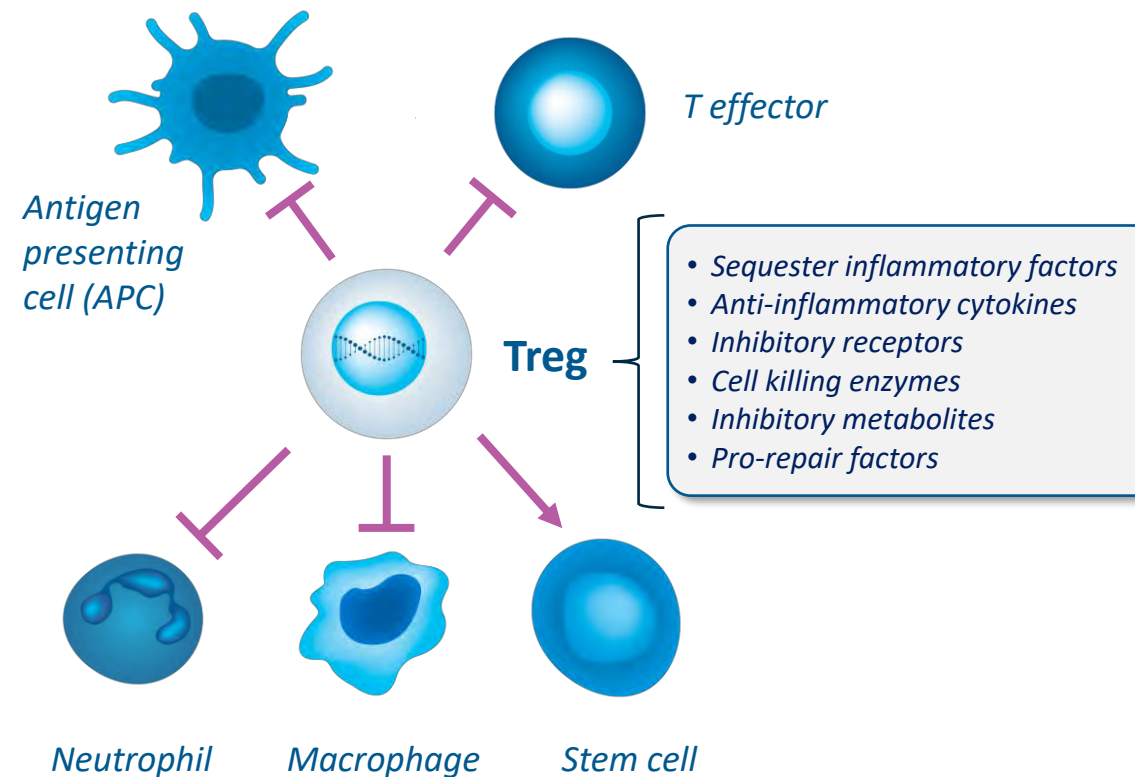 T effector
Antigen
presenting
cell (APC)
Treg
• Sequester inflammatory factors
• Anti-inflammatory cytokines
• Inhibitory receptors
• Cell killing enzymes
• Inhibitory metabolites
• Pro-repair factors
Neutrophil
Macrophage
Stem cell